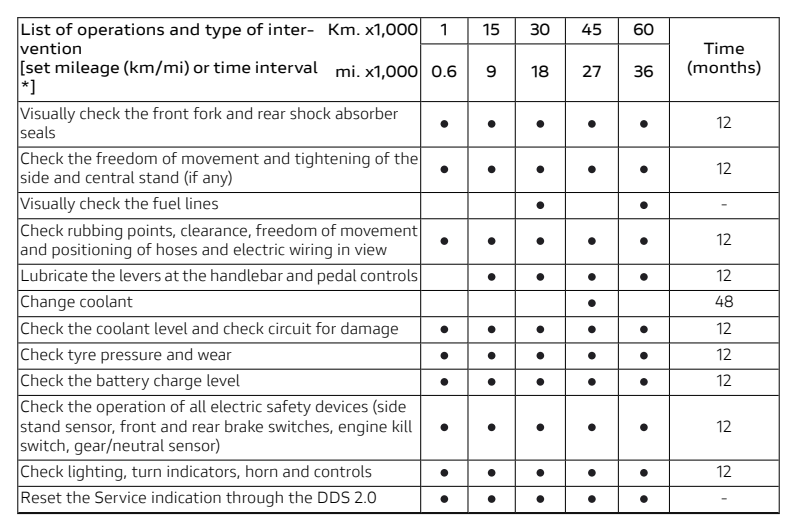 List of operations and type of inter- Km. x1,000 1 15 30 45 60 Time
vention
[set mileage (km/mi) or time interval mi. x1,000 0.6 9 18 27 36 (months)
*]
Visually check the front fork and rear shock absorber
seals ● ● ● ● ● 12
Check the freedom of movement and tightening of the
side and central stand (if any) ● ● ● ● ● 12
Visually check the fuel lines ● ● -
Check rubbing points, clearance, freedom of movement
and positioning of hoses and electric wiring in view ● ● ● ● ● 12
Lubricate the levers at the handlebar and pedal controls ● ● ● ● 12
Change coolant ● 48
Check the coolant level and check circuit for damage ● ● ● ● ● 12
Check tyre pressure and wear ● ● ● ● ● 12
Check the battery charge level ● ● ● ● ● 12
Check the operation of all electric safety devices (side
stand sensor, front and rear brake switches, engine kill ● ● ● ● ● 12
switch, gear/neutral sensor)
Check lighting, turn indicators, horn and controls ● ● ● ● ● 12
Reset the Service indication through the DDS 2.0 ● ● ● ● ● -